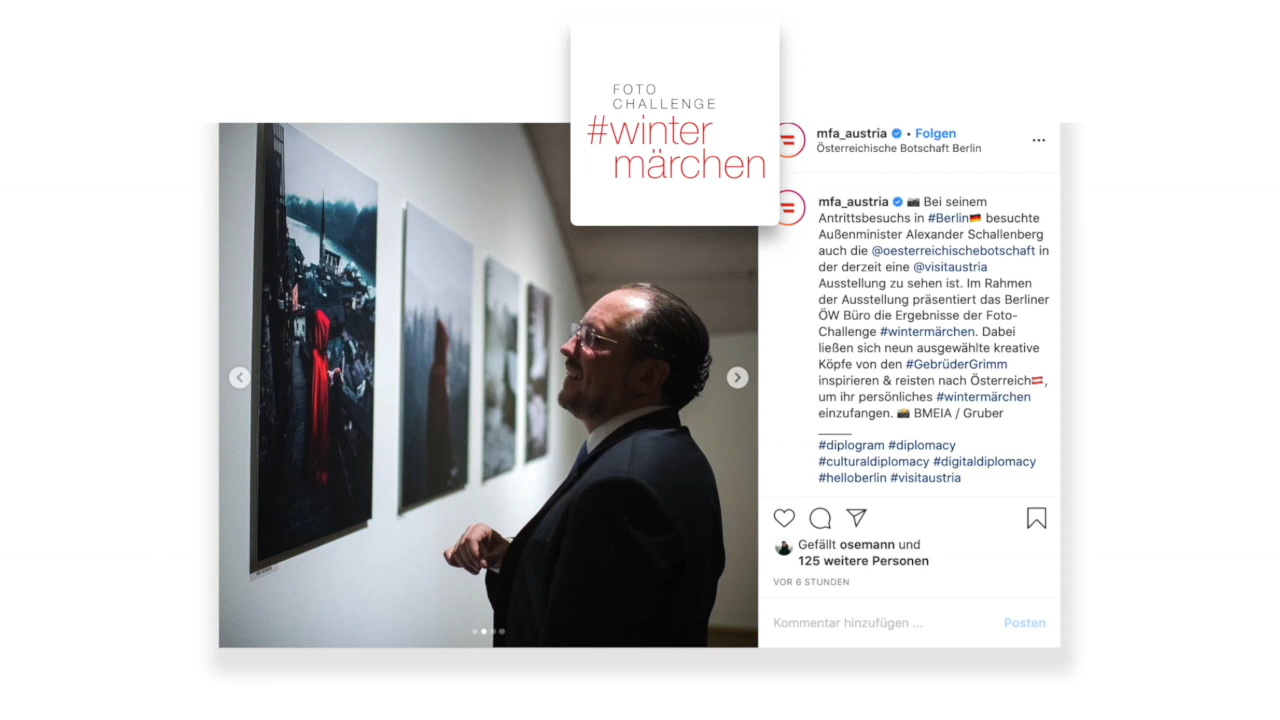 FOTO
CHALLENGE
#winter
märchen
mfa_austria • Folgen
Österreichische Botschaft Berlin
mfa_austria 📷 Bei seinem
Antrittsbesuchs in #Berlin🇩🇪 besuchte
Außenminister Alexander Schallenberg
auch die @oesterreichischebotschaft in
der derzeit eine @visitaustria
Ausstellung zu sehen ist. Im Rahmen
der Ausstellung präsentiert das Berliner
ÖW Büro die Ergebnisse der Foto-
Challenge #wintermärchen. Dabei
ließen sich neun ausgewählte kreative
Köpfe von den #GebrüderGrimm
inspirieren & reisten nach Österreich🇦🇹,
um ihr persönliches #wintermärchen
einzufangen. 📸 BMEIA / Gruber
_____
#diplogram #diplomacy
#culturaldiplomacy #digitaldiplomacy
#helloberlin #visitaustria
Gefällt osemann und
125 weitere Personen
VOR 6 STUNDEN
Kommentar hinzufügen ... Posten